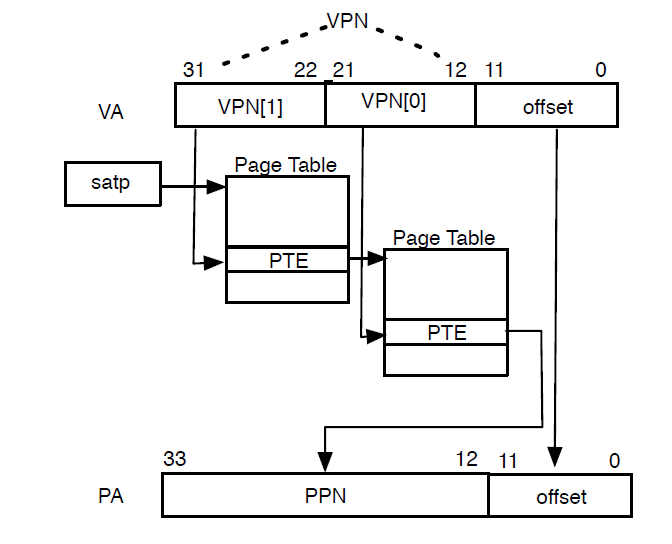 VPN
31 22 21 12 11 0
VA VPN[1] VPN[0] offset
Page Table
satp
PTE
Page Table
PTE
33 12 11 0
PA PPN offset